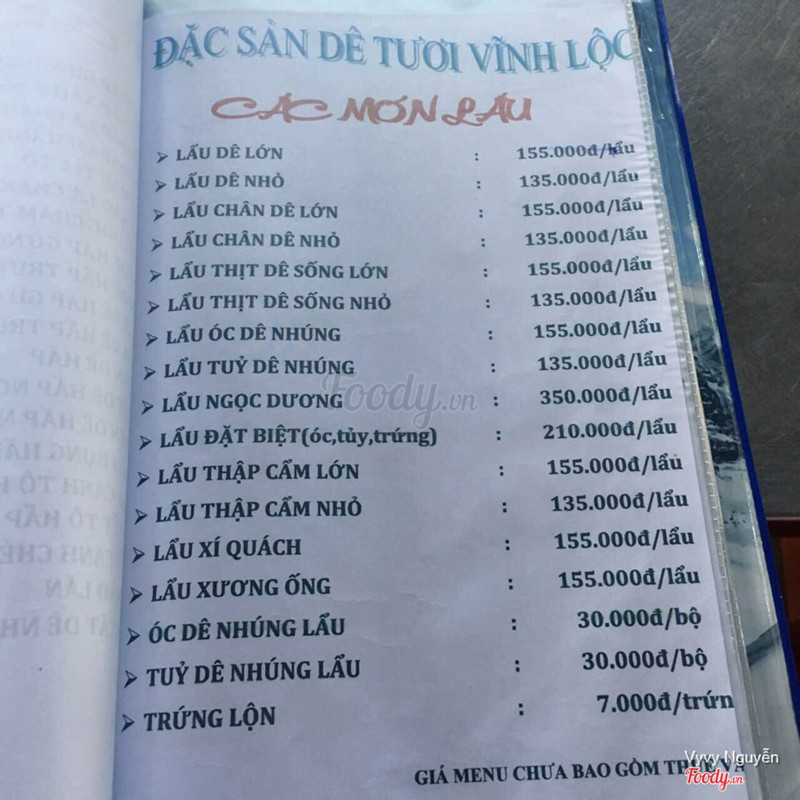 ĐẶC SẢN DÊ TƯƠI VĨNH LỘC
CÁC MÓN LẨU
➢ LẨU DÊ LỚN : 155.000đ/lẩu
➢ LẨU DÊ NHỎ : 135.000đ/lẩu
➢ LẨU CHÂN DÊ LỚN : 155.000đ/lẩu
➢ LẨU CHÂN DÊ NHỎ : 135.000đ/lẩu
➢ LẨU THỊT DÊ SỐNG LỚN : 155.000đ/lẩu
➢ LẨU THỊT DÊ SỐNG NHỎ : 135.000đ/lẩu
➢ LẨU ÓC DÊ NHÚNG : 155.000đ/lẩu
➢ LẨU TUỶ DÊ NHÚNG : 135.000đ/lẩu
➢ LẨU NGỌC DƯƠNG : 350.000đ/lẩu
➢ LẨU ĐẶT BIỆT(óc,tủy,trứng) : 210.000đ/lẩu
➢ LẨU THẬP CẨM LỚN : 155.000đ/lẩu
➢ LẨU THẬP CẨM NHỎ : 135.000đ/lẩu
➢ LẨU XÍ QUÁCH : 155.000đ/lẩu
➢ LẨU XƯƠNG ỐNG : 155.000đ/lẩu
➢ ÓC DÊ NHÚNG LẨU : 30.000đ/bộ
➢ TUỶ DÊ NHÚNG LẨU : 30.000đ/bộ
➢ TRỨNG LỘN : 7.000đ/trứn
GIÁ MENU CHƯA BAO GỒM THUẾ VA
Foody.vn
Vyvy Nguyễn
Foody.vn